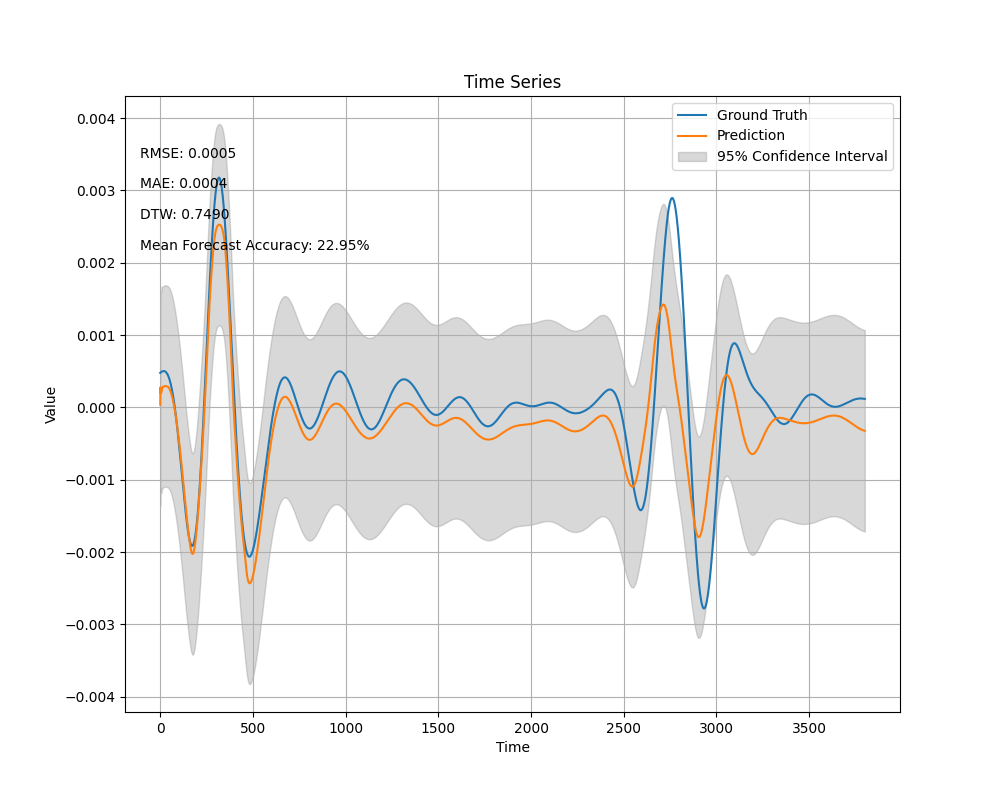 Time Series
Ground Truth
Prediction
95% Confidence Interval
RMSE: 0.0005
MAE: 0.0004
DTW: 0.7490
Mean Forecast Accuracy: 22.95%
0.004
0.003
0.002
0.001
0.000
−0.001
−0.002
−0.003
−0.004
Value
0 500 1000 1500 2000 2500 3000 3500
Time